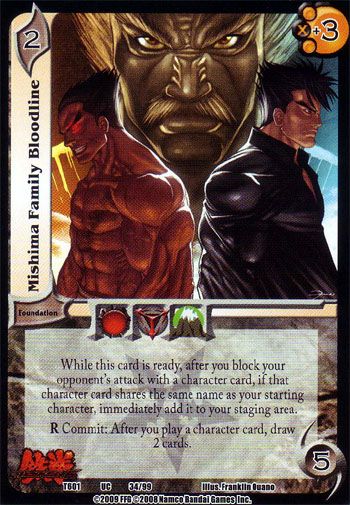 2
X+3
Mishima Family Bloodline
Foundation
While this card is ready, after you block your
opponent's attack with a character card, if that
character card shares the same name as your starting
character, immediately add it to your staging area.
R Commit: After you play a character card, draw
2 cards.
5
鉄拳
T601 UC 34/99 Illus. Franklin Ouano
©2009 FFG ©2008 Namco Bandai Games, Inc.